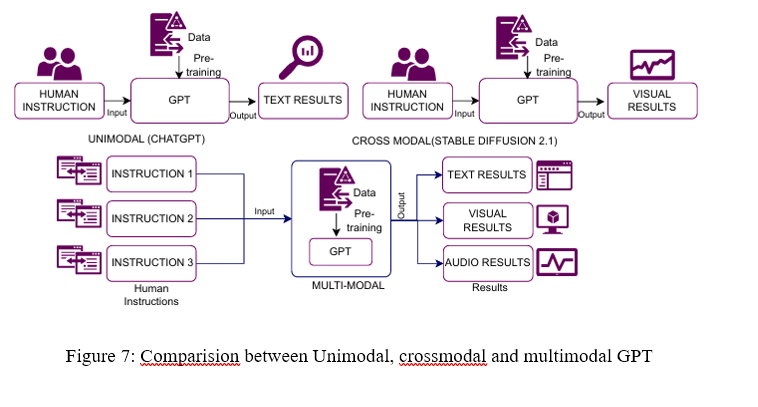 Data
Pre-
training
HUMAN
INSTRUCTION
Input
GPT
Output
TEXT RESULTS
UNIMODAL (CHATGPT)
Data
Pre-
training
HUMAN
INSTRUCTION
Input
GPT
Output
VISUAL
RESULTS
CROSS MODAL(STABLE DIFFUSION 2.1)
INSTRUCTION 1
INSTRUCTION 2
INSTRUCTION 3
Human
Instructions
Input
Data
Pre-
training
GPT
MULTI-MODAL
Output
TEXT RESULTS
VISUAL
RESULTS
AUDIO RESULTS
Results
Figure 7: Comparision between Unimodal, crossmodal and multimodal GPT